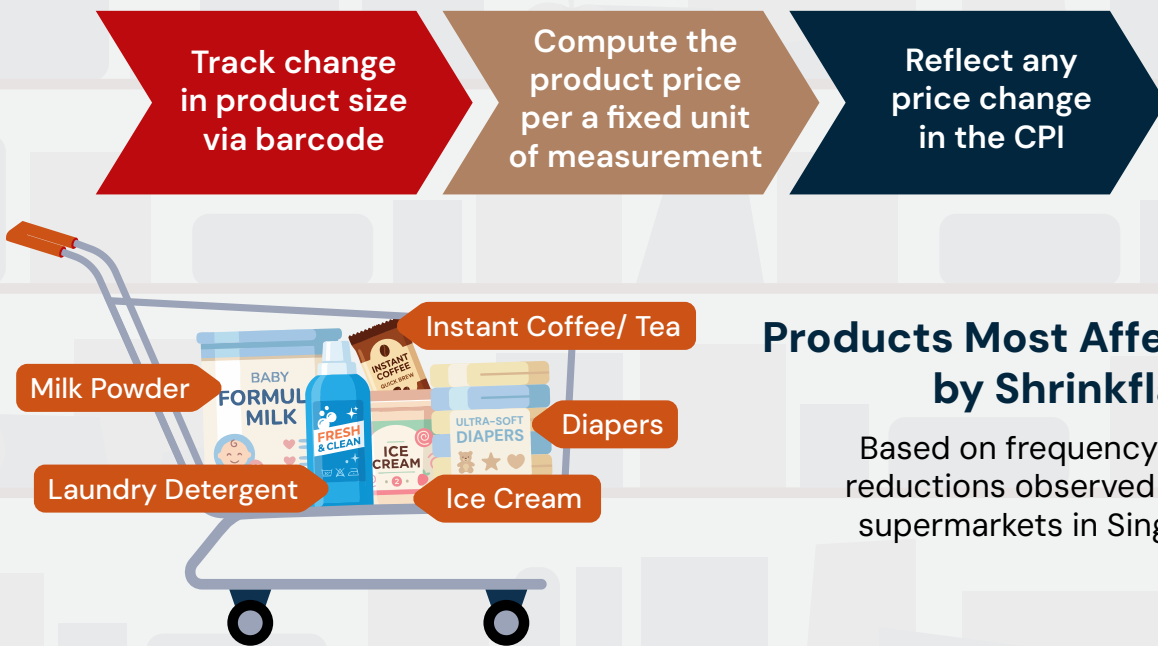 Track change
in product size
via barcode
Compute the
product price
per a fixed unit
of measurement
Reflect any
price change
in the CPI
Instant Coffee/ Tea
Milk Powder
Diapers
Laundry Detergent
Ice Cream
BABY
FORMUL
MILK
INSTANT
COFFEE
QUICK BREW
FRESH
& CLEAN
ICE
CREAM
2
ULTRA-SOFT
DIAPERS
Products Most Affe
by Shrinkfl
Based on frequency
reductions observed
supermarkets in Sing